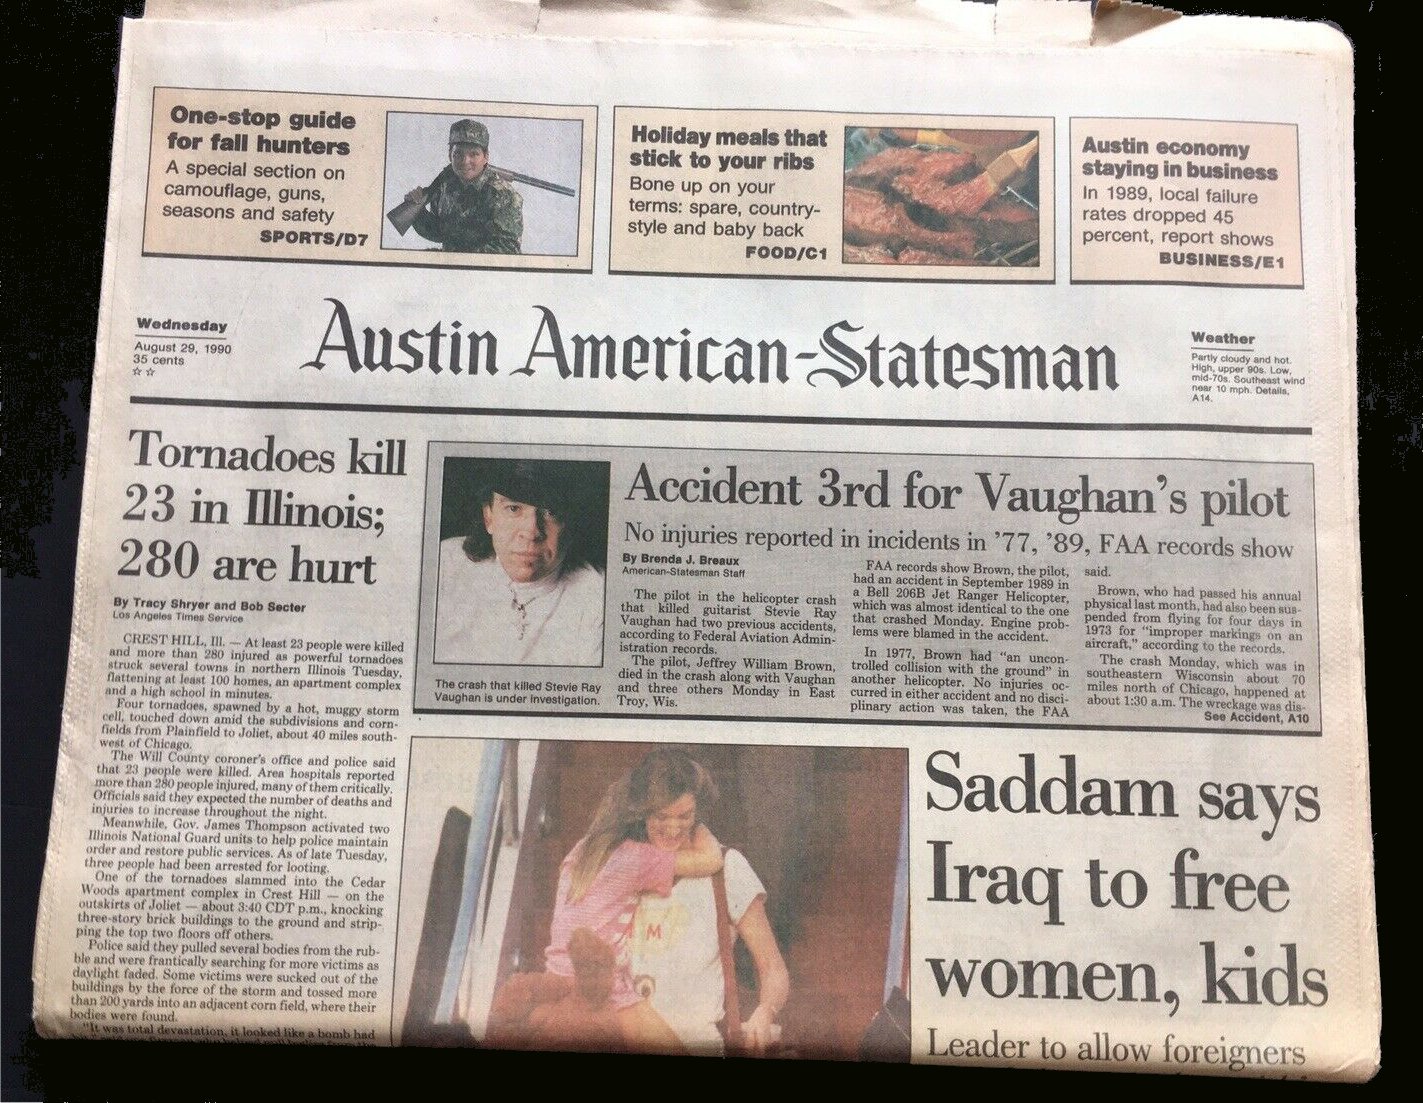 One-stop guide
for fall hunters
A special section on
camouflage, guns,
seasons and safety
SPORTS/D7
Holiday meals that
stick to your ribs
Bone up on your
terms: spare, country-
style and baby back
FOOD/C1
Austin economy
staying in business
In 1989, local failure
rates dropped 45
percent, report shows
BUSINESS/E1
Wednesday
August 29, 1990
35 cents
☆☆
Austin American-Statesman
Weather
Partly cloudy and hot.
High, upper 90s. Low,
mid-70s. Southeast wind
near 10 mph. Details,
A14.
Tornadoes kill
23 in Illinois;
280 are hurt
By Tracy Shryer and Bob Secter
Los Angeles Times Service
CREST HILL, Ill. — At least 23 people were killed
and more than 280 injured as powerful tornadoes
struck several towns in northern Illinois Tuesday,
flattening at least 100 homes, an apartment complex
and a high school in minutes.
Four tornadoes, spawned by a hot, muggy storm
cell, touched down amid the subdivisions and corn-
fields from Plainfield to Joliet, about 40 miles south-
west of Chicago.
The Will County coroner's office and police said
that 23 people were killed. Area hospitals reported
more than 280 people injured, many of them critically.
Officials said they expected the number of deaths and
injuries to increase throughout the night.
Meanwhile, Gov. James Thompson activated two
Illinois National Guard units to help police maintain
order and restore public services. As of late Tuesday,
three people had been arrested for looting.
One of the tornadoes slammed into the Cedar
Woods apartment complex in Crest Hill — on the
outskirts of Joliet — about 3:40 CDT p.m., knocking
three-story brick buildings to the ground and strip-
ping the top two floors off others.
Police said they pulled several bodies from the rub-
ble and were frantically searching for more victims as
daylight faded. Some victims were sucked out of the
buildings by the force of the storm and tossed more
than 200 yards into an adjacent corn field, where their
bodies were found.
"It was total devastation, it looked like a bomb had
The crash that killed Stevie Ray
Vaughan is under investigation.
Accident 3rd for Vaughan's pilot
No injuries reported in incidents in '77, '89, FAA records show
By Brenda J. Breaux
American-Statesman Staff
The pilot in the helicopter crash
that killed guitarist Stevie Ray
Vaughan had two previous accidents,
according to Federal Aviation Admin-
istration records.
The pilot, Jeffrey William Brown,
died in the crash along with Vaughan
and three others Monday in East
Troy, Wis.
FAA records show Brown, the pilot,
had an accident in September 1989 in
a Bell 206B Jet Ranger Helicopter,
which was almost identical to the one
that crashed Monday. Engine prob-
lems were blamed in the accident.
In 1977, Brown had "an uncon-
trolled collision with the ground" in
another helicopter. No injuries oc-
curred in either accident and no disci-
plinary action was taken, the FAA
said.
Brown, who had passed his annual
physical last month, had also been sus-
pended from flying for four days in
1973 for "improper markings on an
aircraft," according to the records.
The crash Monday, which was in
southeastern Wisconsin about 70
miles north of Chicago, happened at
about 1:30 a.m. The wreckage was dis-
See Accident, A10
Saddam says
Iraq to free
women, kids
Leader to allow foreigners